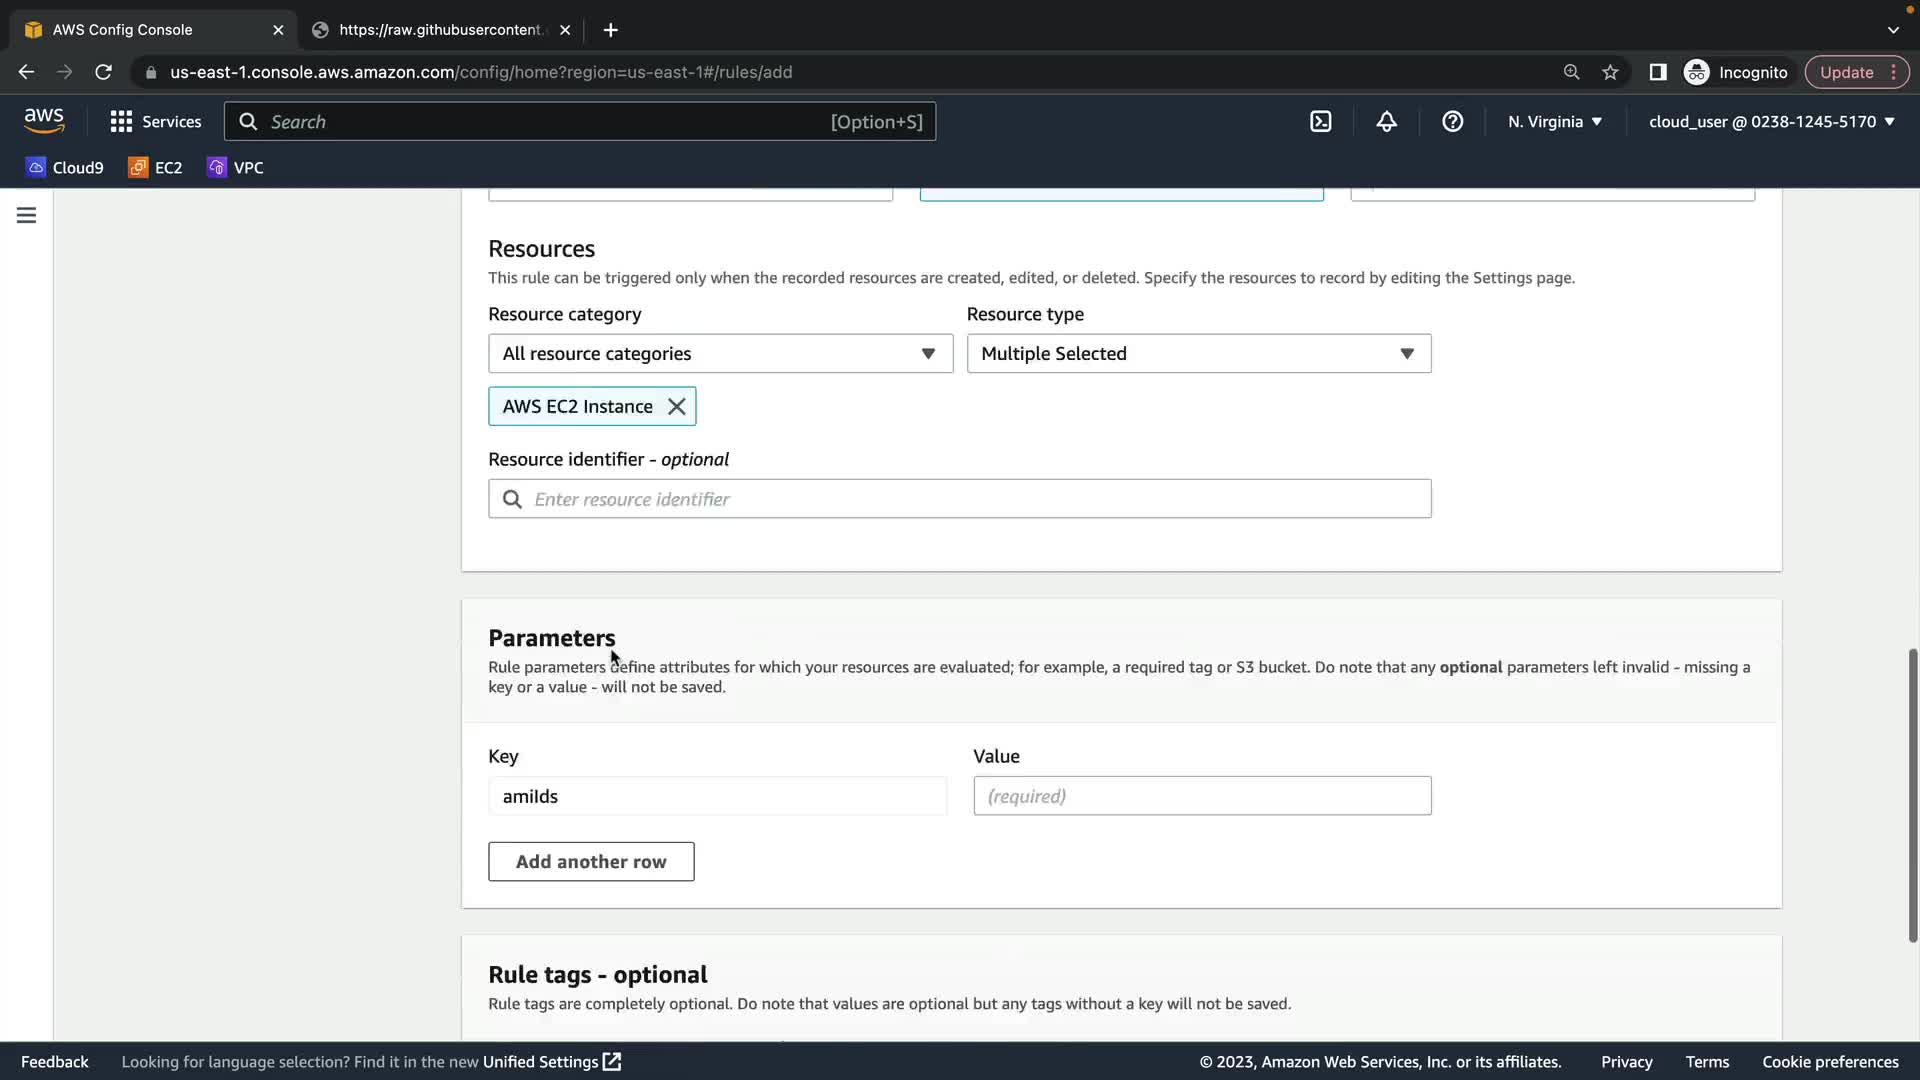 AWS Config Console
https://raw.githubusercontent.
us-east-1.console.aws.amazon.com/config/home?region=us-east-1#/rules/add
Incognito
Update
aws
Services
Search
[Option+S]
N. Virginia
cloud_user @ 0238-1245-5170
Cloud9
EC2
VPC
Resources
This rule can be triggered only when the recorded resources are created, edited, or deleted. Specify the resources to record by editing the Settings page.
Resource category
Resource type
All resource categories
Multiple Selected
AWS EC2 Instance
Resource identifier - optional
Enter resource identifier
Parameters
Rule parameters define attributes for which your resources are evaluated; for example, a required tag or S3 bucket. Do note that any optional parameters left invalid - missing a
key or a value - will not be saved.
Key
Value
amiIds
(required)
Add another row
Rule tags - optional
Rule tags are completely optional. Do note that values are optional but any tags without a key will not be saved.
Feedback
Looking for language selection? Find it in the new Unified Settings
© 2023, Amazon Web Services, Inc. or its affiliates.
Privacy
Terms
Cookie preferences